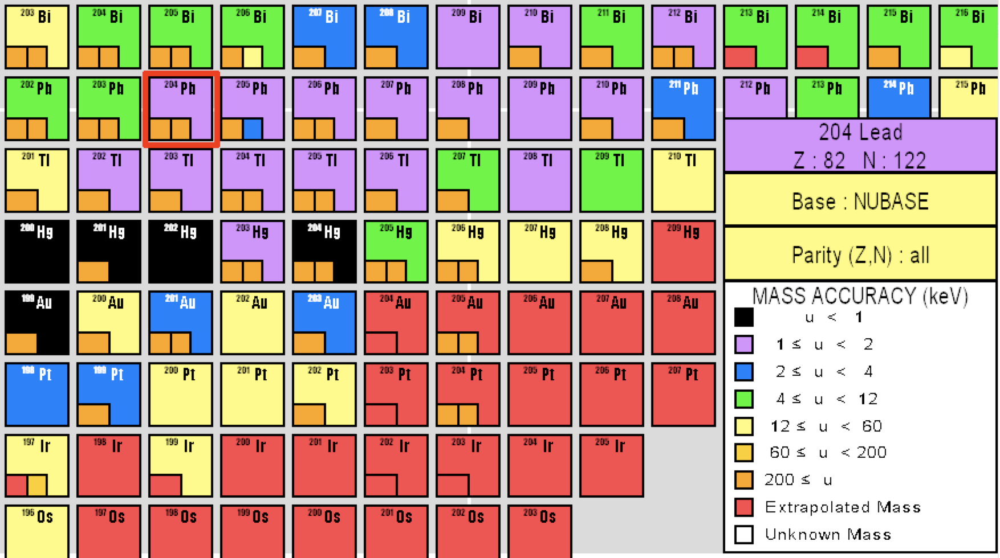 203 Bi 204 Bi 205 Bi 206 Bi 207 Bi 208 Bi 209 Bi 210 Bi 211 Bi 212 Bi 213 Bi 214 Bi 215 Bi 216 Bi
202 Pb 203 Pb 204 Pb 205 Pb 206 Pb 207 Pb 208 Pb 209 Pb 210 Pb 211 Pb 212 Pb 213 Pb 214 Pb 215 Pb
201 Tl 202 Tl 203 Tl 204 Tl 205 Tl 206 Tl 207 Tl 208 Tl 209 Tl 210 Tl
200 Hg 201 Hg 202 Hg 203 Hg 204 Hg 205 Hg 206 Hg 207 Hg 208 Hg 209 Hg
199 Au 200 Au 201 Au 202 Au 203 Au 204 Au 205 Au 206 Au 207 Au 208 Au
198 Pt 199 Pt 200 Pt 201 Pt 202 Pt 203 Pt 204 Pt 205 Pt 206 Pt 207 Pt
197 Ir 198 Ir 199 Ir 200 Ir 201 Ir 202 Ir 203 Ir 204 Ir 205 Ir
196 Os 197 Os 198 Os 199 Os 200 Os 201 Os 202 Os 203 Os
204 Lead
Z : 82 N : 122
Base : NUBASE
Parity (Z,N) : all
MASS ACCURACY (keV)
u < 1
1 ≤ u < 2
2 ≤ u < 4
4 ≤ u < 12
12 ≤ u < 60
60 ≤ u < 200
200 ≤ u
Extrapolated Mass
Unknown Mass